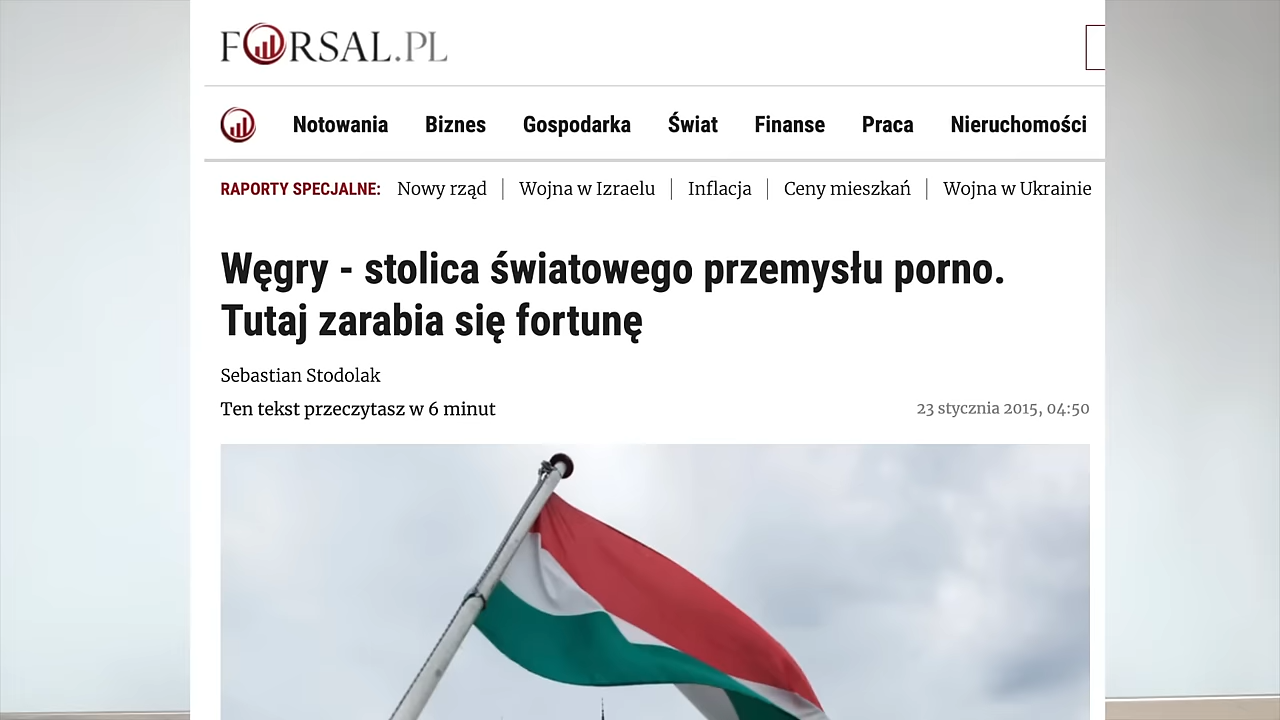 FORSAL.PL
Notowania Biznes Gospodarka Świat Finanse Praca Nieruchomości
RAPORTY SPECJALNE: Nowy rząd | Wojna w Izraelu | Inflacja | Ceny mieszkań | Wojna w Ukrainie
Węgry - stolica światowego przemysłu porno.
Tutaj zarabia się fortunę
Sebastian Stodolak
Ten tekst przeczytasz w 6 minut
23 stycznia 2015, 04:50